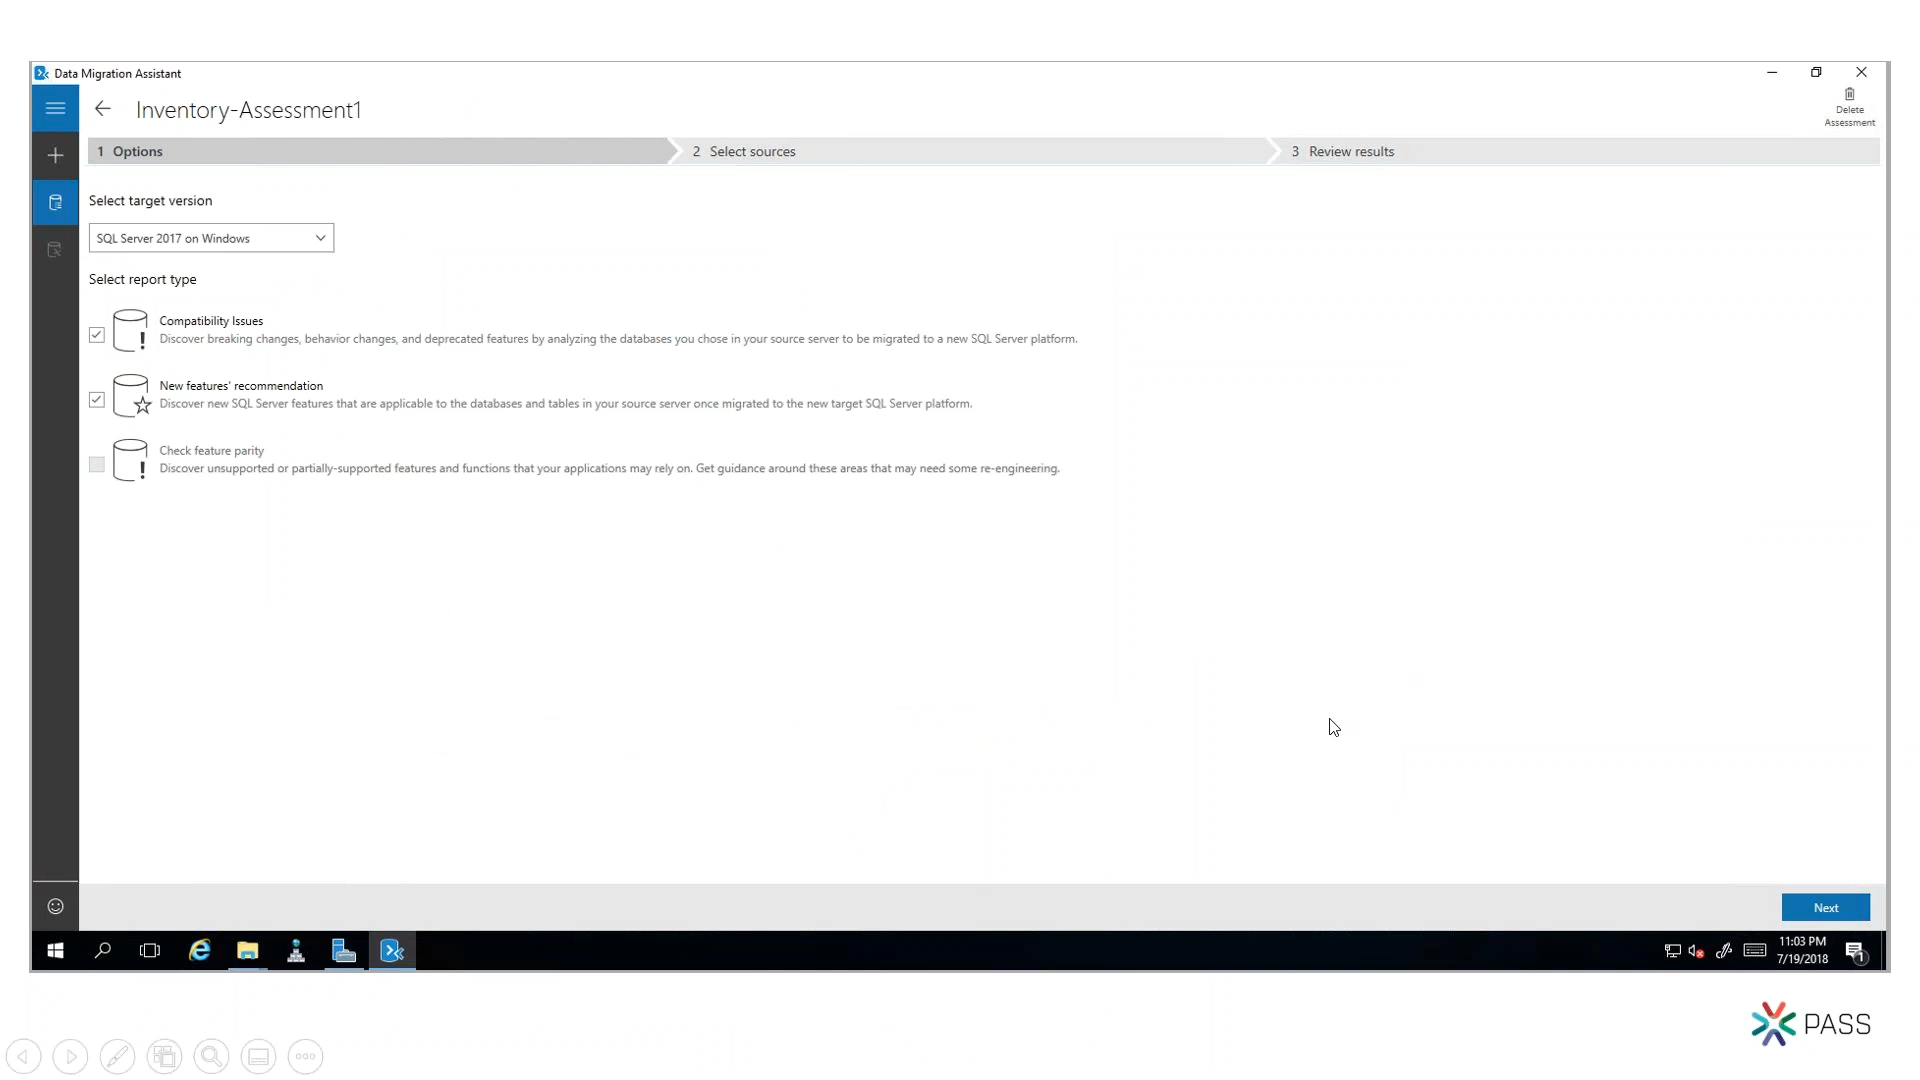 Data Migration Assistant
Inventory-Assessment1
Delete
Assessment
1 Options
2 Select sources
3 Review results
Select target version
SQL Server 2017 on Windows
Select report type
Compatibility Issues
Discover breaking changes, behavior changes, and deprecated features by analyzing the databases you chose in your source server to be migrated to a new SQL Server platform.
New features' recommendation
Discover new SQL Server features that are applicable to the databases and tables in your source server once migrated to the new target SQL Server platform.
Check feature parity
Discover unsupported or partially-supported features and functions that your applications may rely on. Get guidance around these areas that may need some re-engineering.
Next
11:03 PM
7/19/2018
1
PASS